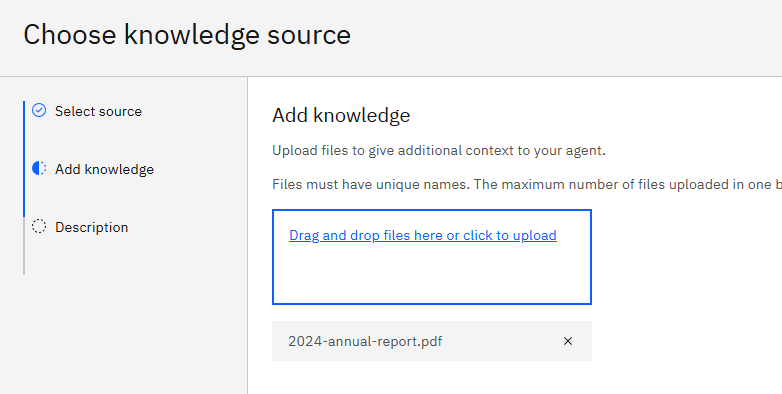 Choose knowledge source
Select source
Add knowledge
Description
Add knowledge
Upload files to give additional context to your agent.
Files must have unique names. The maximum number of files uploaded in one
Drag and drop files here or click to upload
2024-annual-report.pdf